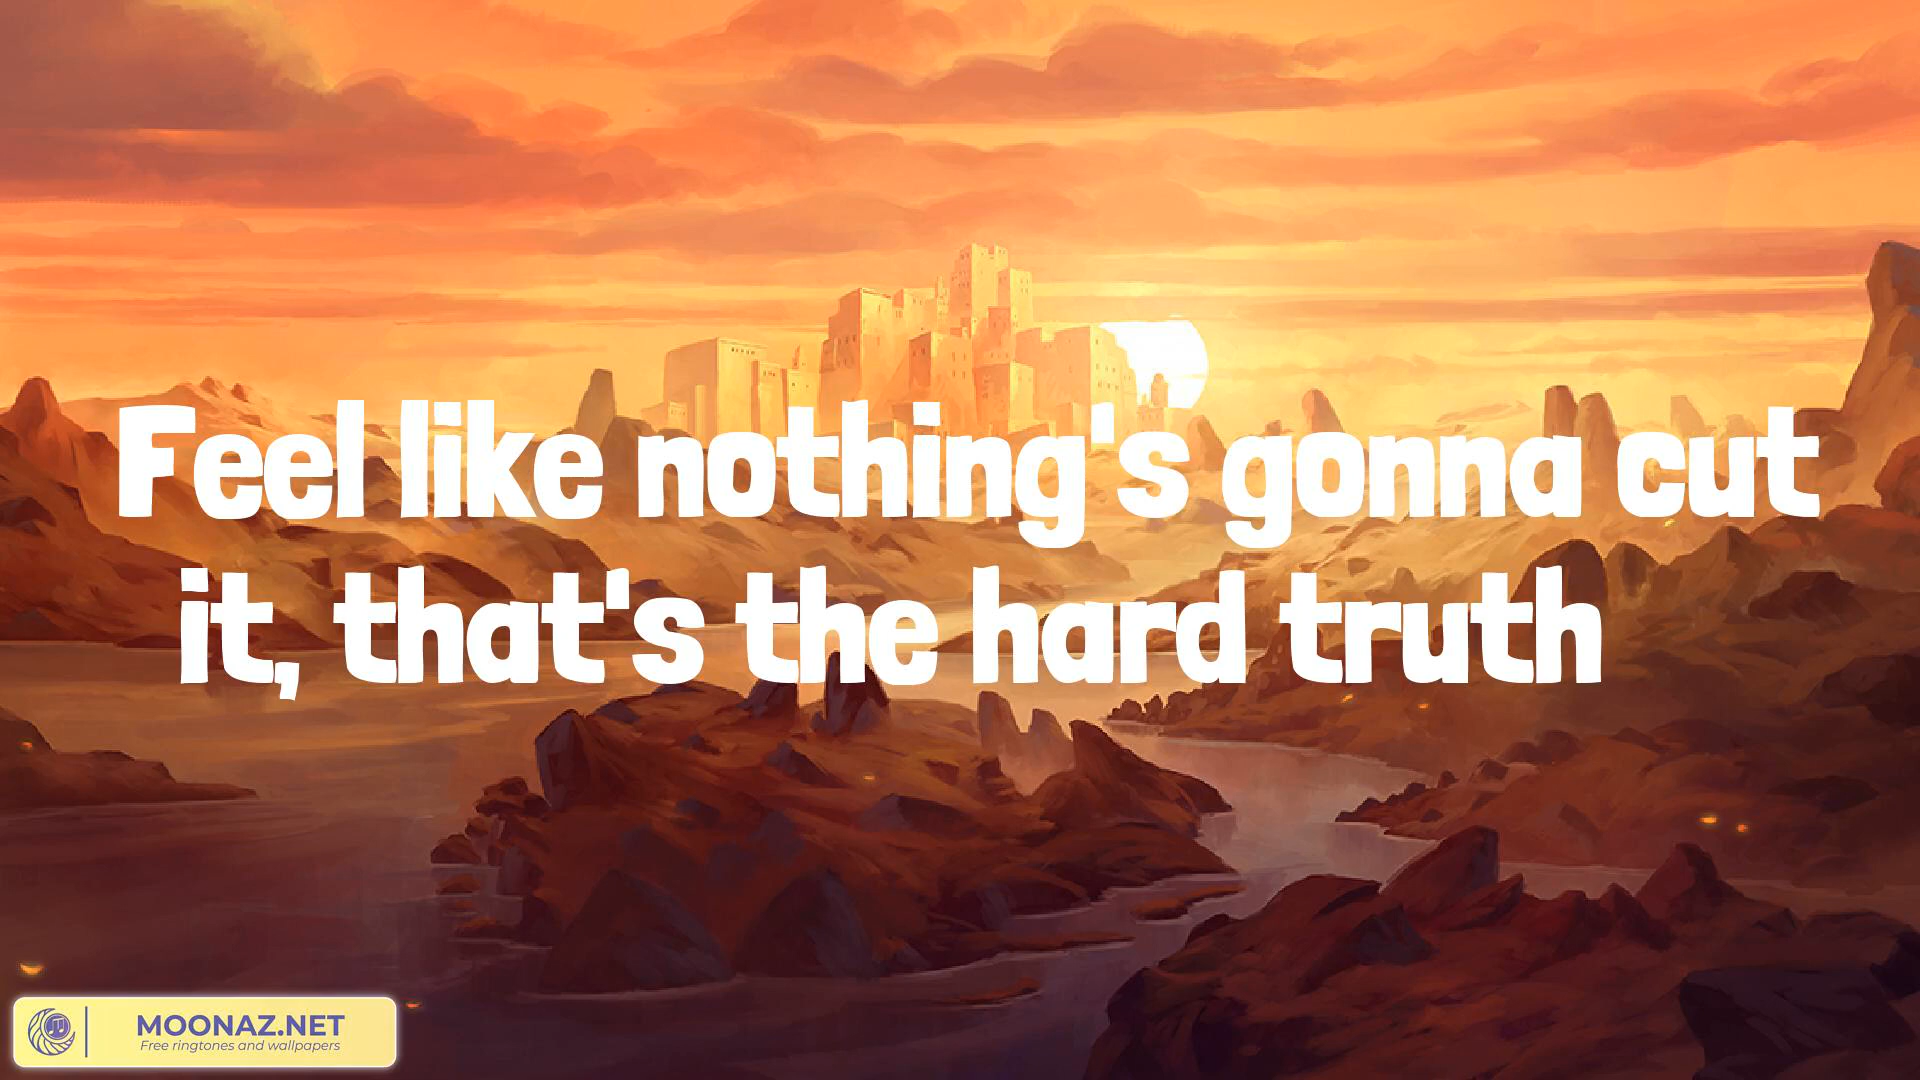 Feel like nothing's gonna cut
it, that's the hard truth
MOONAZ.NET
Free ringtones and wallpapers